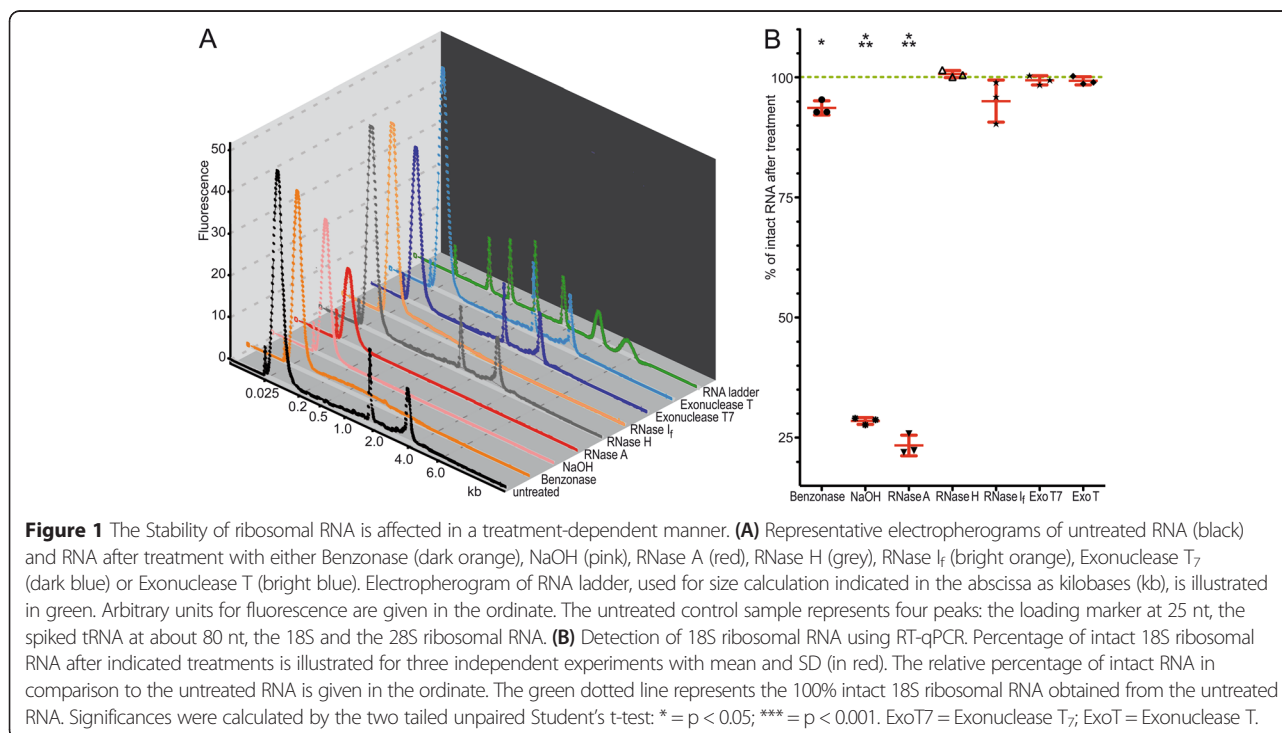 A
Fluorescence
50
40
30
20
10
0
0.025
0.2
0.5
1.0
2.0
4.0
6.0
kb
untreated
Benzonase
NaOH
RNase A
RNase H
RNase If
Exonuclease T7
Exonuclease T
RNA ladder
B
* *** ***
% of intact RNA after treatment
100
75
50
25
Benzonase NaOH RNase A RNase H RNase If Exo T7 Exo T
Figure 1 The Stability of ribosomal RNA is affected in a treatment-dependent manner. (A) Representative electropherograms of untreated RNA (black)
and RNA after treatment with either Benzonase (dark orange), NaOH (pink), RNase A (red), RNase H (grey), RNase If (bright orange), Exonuclease T7
(dark blue) or Exonuclease T (bright blue). Electropherogram of RNA ladder, used for size calculation indicated in the abscissa as kilobases (kb), is illustrated
in green. Arbitrary units for fluorescence are given in the ordinate. The untreated control sample represents four peaks: the loading marker at 25 nt, the
spiked tRNA at about 80 nt, the 18S and the 28S ribosomal RNA. (B) Detection of 18S ribosomal RNA using RT-qPCR. Percentage of intact 18S ribosomal
RNA after indicated treatments is illustrated for three independent experiments with mean and SD (in red). The relative percentage of intact RNA in
comparison to the untreated RNA is given in the ordinate. The green dotted line represents the 100% intact 18S ribosomal RNA obtained from the untreated
RNA. Significances were calculated by the two tailed unpaired Student's t-test: * = p < 0.05; *** = p < 0.001. ExoT7 = Exonuclease T7; ExoT = Exonuclease T.